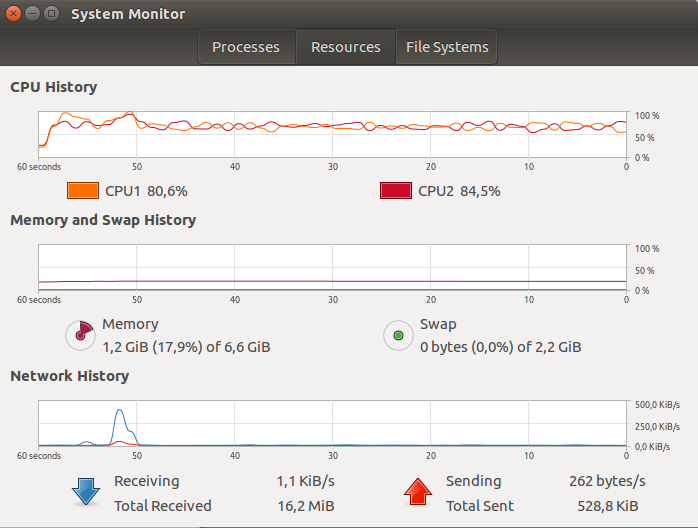 System Monitor
Processes Resources File Systems
CPU History
100 %
50 %
0 %
60 seconds 50 40 30 20 10 0
CPU1 80,6% CPU2 84,5%
Memory and Swap History
100 %
50 %
0 %
60 seconds 50 40 30 20 10 0
Memory Swap
1,2 GiB (17,9%) of 6,6 GiB 0 bytes (0,0%) of 2,2 GiB
Network History
500,0 KiB/s
250,0 KiB/s
0,0 KiB/s
60 seconds 50 40 30 20 10 0
Receiving 1,1 KiB/s Sending 262 bytes/s
Total Received 16,2 MiB Total Sent 528,8 KiB